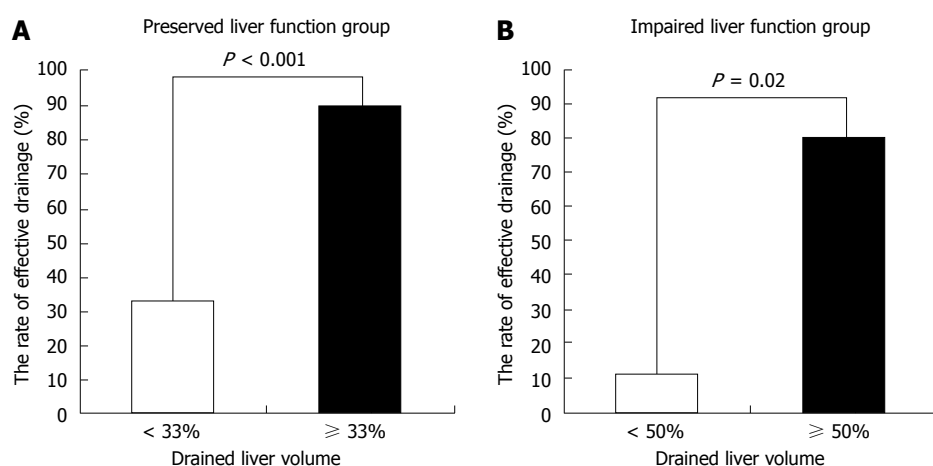 A
Preserved liver function group
P < 0.001
The rate of effective drainage (%)
100
90
80
70
60
50
40
30
20
10
0
< 33%
≥ 33%
Drained liver volume
B
Impaired liver function group
P = 0.02
The rate of effective drainage (%)
100
90
80
70
60
50
40
30
20
10
0
< 50%
≥ 50%
Drained liver volume